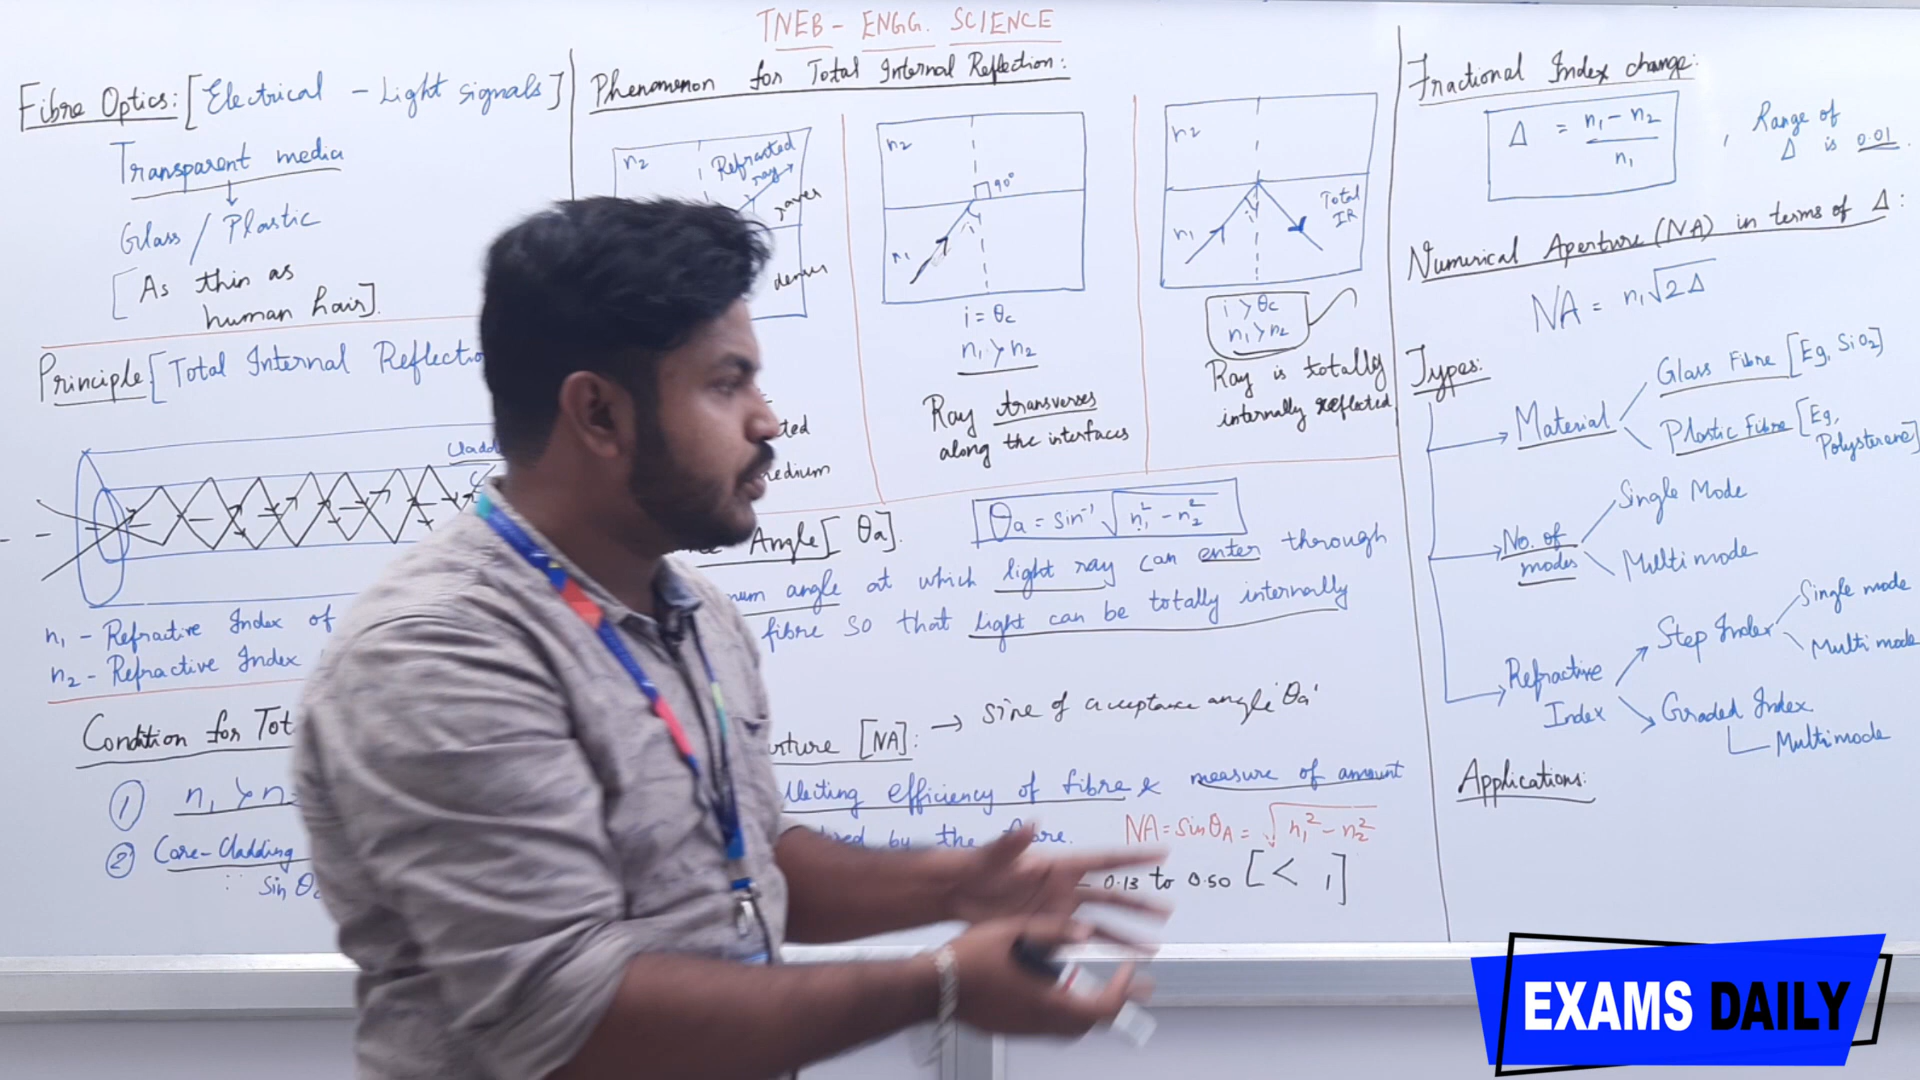 TNEB - ENGG. SCIENCE
Fibre Optics: [Electrical - Light signals]
Transparent media
Glass / Plastic
[As thin as
human hair].
Principle [Total Internal
n1 - Refractive Index of
n2 - Refractive Index
Condition for
① n1 >
② Core-Cladding
∵ Sin
Phenomenon for Total Internal Reflection:
n2
Refracted
ray
rarer
denser
medium
n2
90°
n1
i = θc
n1 > n2
Ray transverses
along the interfaces
n2
n1
i
Total
IR
i > θc
n1 > n2
Ray is totally
internally reflected
Angle [θa].
θa = sin⁻¹ √n1² - n2²
angle at which light ray can enter through
fibre so that light can be totally internally
[NA]: → sine of acceptance angle 'θa'
efficiency of fibre & measure of amount
by the fibre.
NA = sinθA = √n1² - n2²
0.13 to 0.50 [< 1]
Fractional Index change:
Δ = n1 - n2 / n1 , Range of
Δ is 0.01.
Numerical Aperture (NA) in terms of Δ:
NA = n1√2Δ
Types:
Material
Glass Fibre [Eg, SiO2]
Plastic Fibre [Eg,
Polysterene]
No. of
modes
Single Mode
Multimode
Refractive
Index
Step Index
Single mode
Multi mode
Graded Index
Multimode
Applications:
EXAMS DAILY